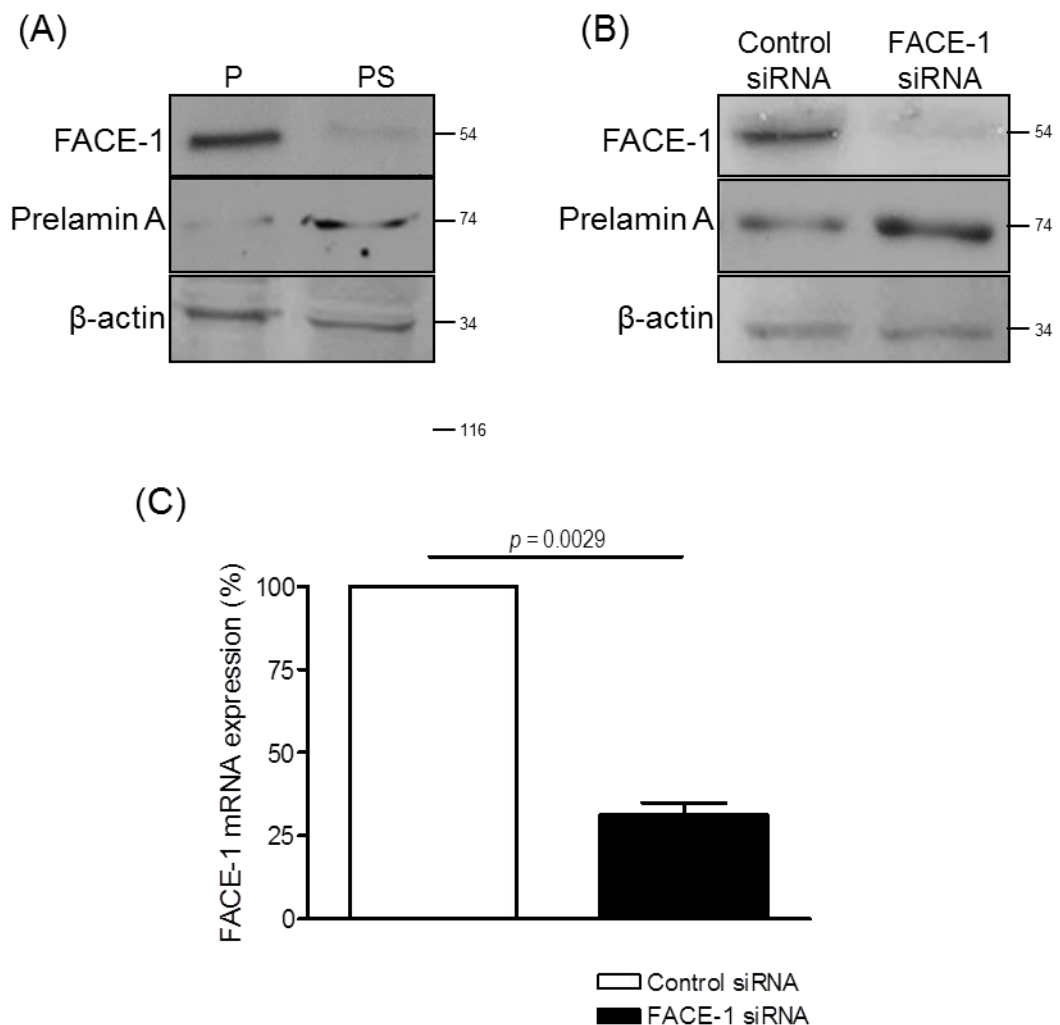 (A)
P PS
FACE-1 54
Prelamin A 74
β-actin 34
116
(B)
Control siRNA
FACE-1 siRNA
FACE-1 54
Prelamin A 74
β-actin 34
(C)
p = 0.0029
FACE-1 mRNA expression (%)
100
75
50
25
0
Control siRNA
FACE-1 siRNA